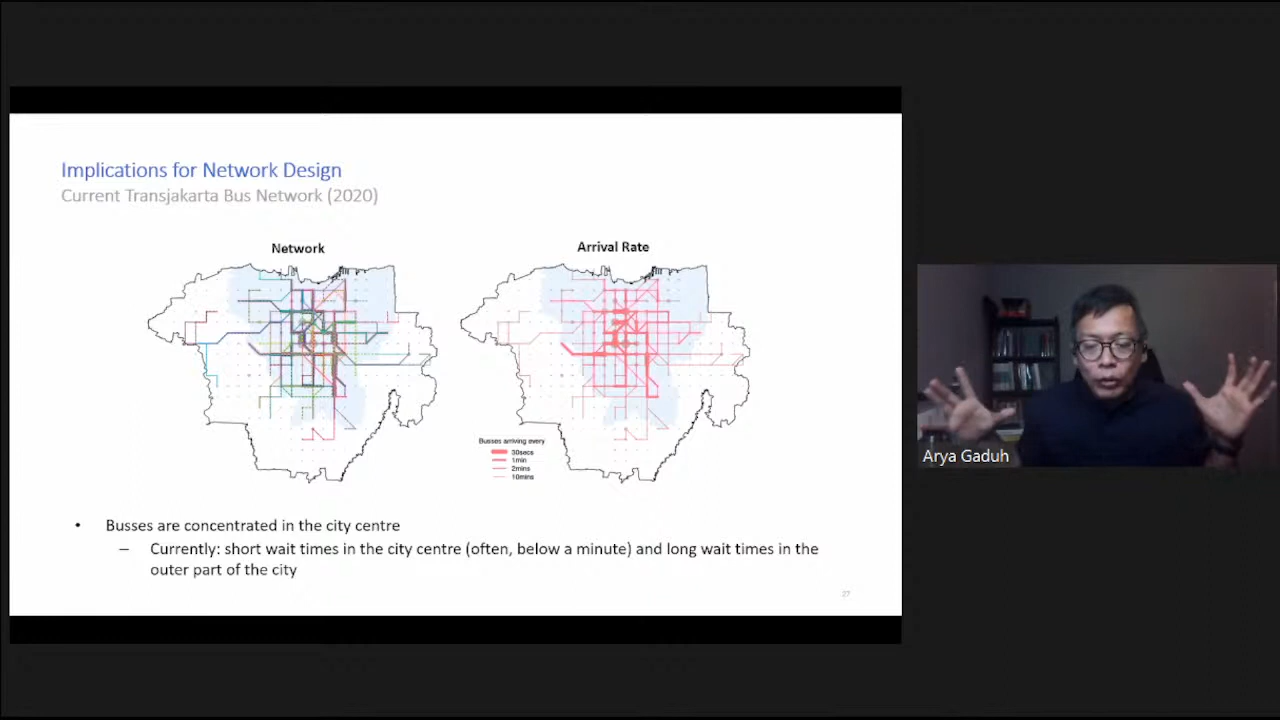 Implications for Network Design
Current Transjakarta Bus Network (2020)
Network
Arrival Rate
Busses arriving every
30secs
1min
2mins
10mins
• Busses are concentrated in the city centre
– Currently: short wait times in the city centre (often, below a minute) and long wait times in the
outer part of the city
27
Arya Gaduh